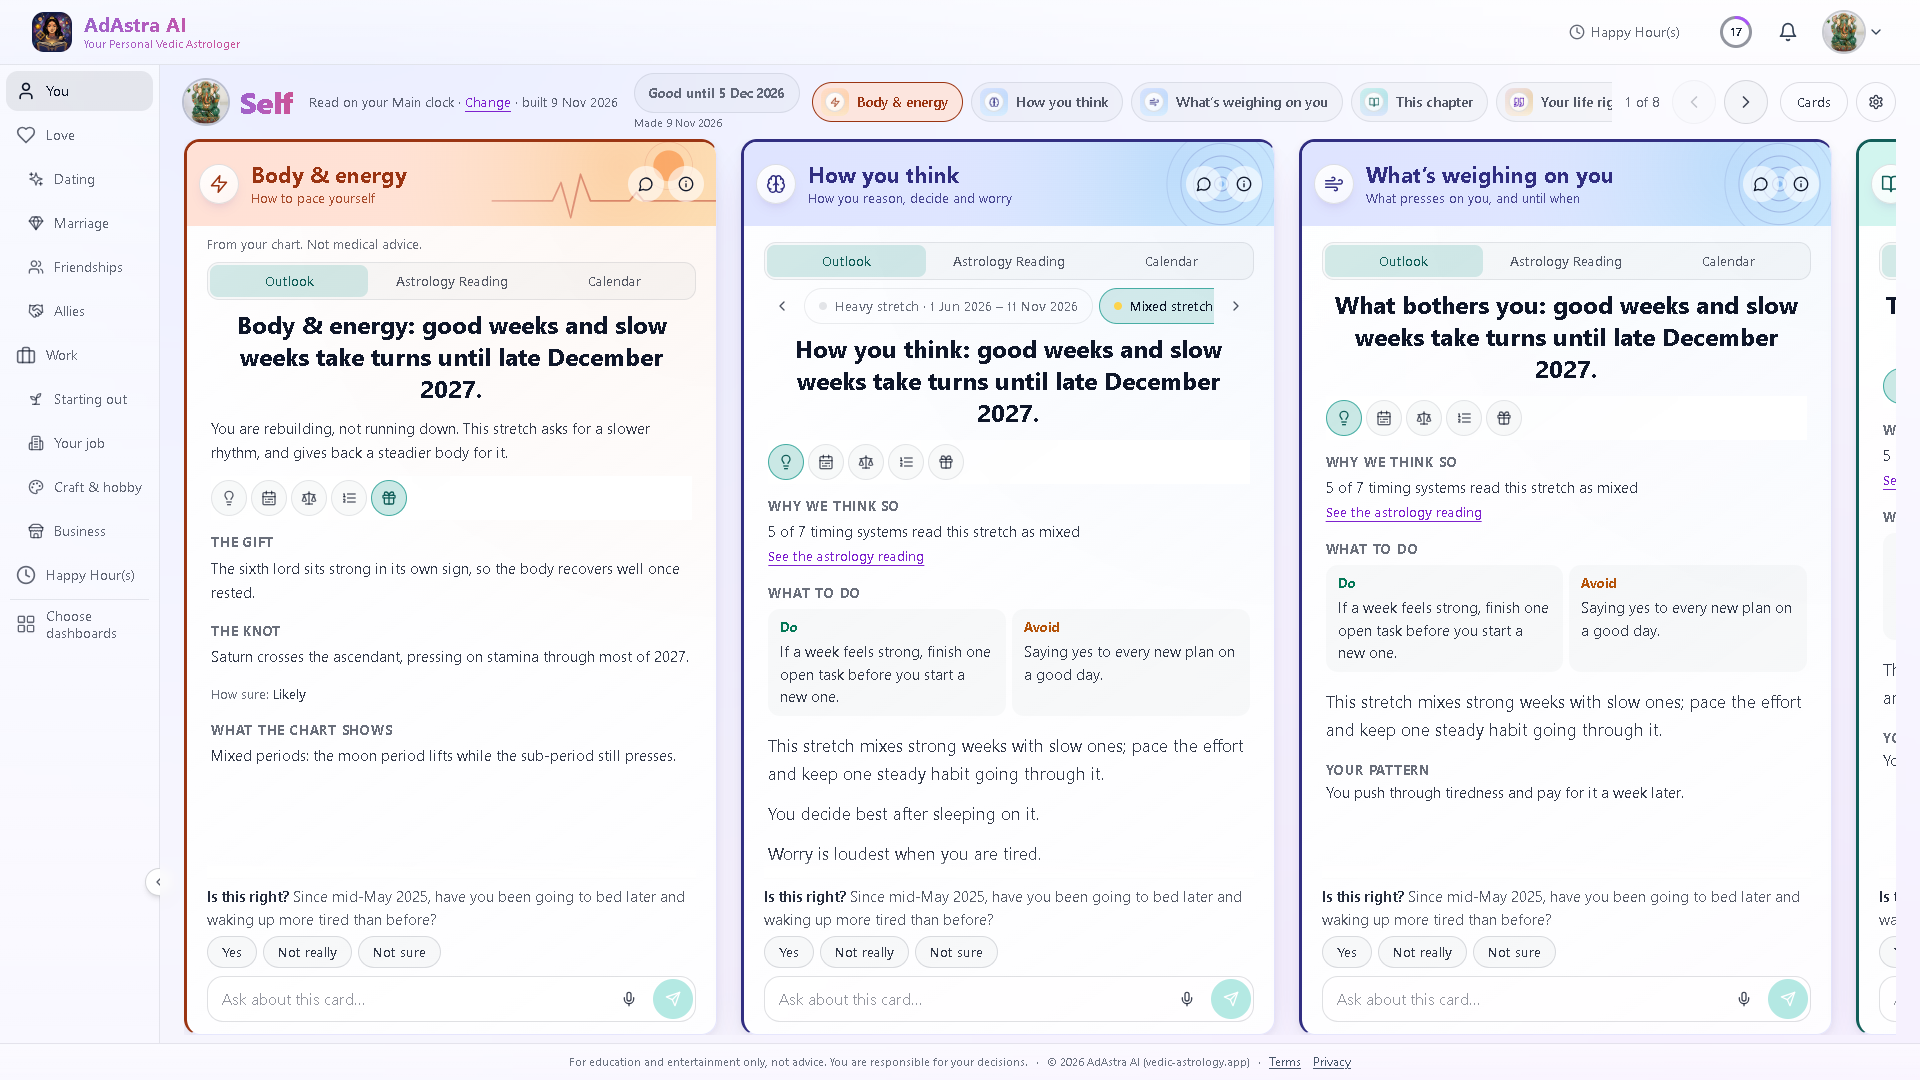 AdAstra AI
Your Personal Vedic Astrologer
Happy Hour(s)
17
You
Love
Dating
Marriage
Friendships
Allies
Work
Starting out
Your job
Craft & hobby
Business
Happy Hour(s)
Choose
dashboards
Self
Read on your Main clock · Change · built 9 Nov 2026
Good until 5 Dec 2026
Made 9 Nov 2026
Body & energy
How you think
What's weighing on you
This chapter
Your life
1 of 8
Cards
Body & energy
How to pace yourself
From your chart. Not medical advice.
Outlook
Astrology Reading
Calendar
Body & energy: good weeks and slow
weeks take turns until late December
2027.
You are rebuilding, not running down. This stretch asks for a slower
rhythm, and gives back a steadier body for it.
THE GIFT
The sixth lord sits strong in its own sign, so the body recovers well once
rested.
THE KNOT
Saturn crosses the ascendant, pressing on stamina through most of 2027.
How sure: Likely
WHAT THE CHART SHOWS
Mixed periods: the moon period lifts while the sub-period still presses.
Is this right? Since mid-May 2025, have you been going to bed later and
waking up more tired than before?
Yes
Not really
Not sure
Ask about this card...
How you think
How you reason, decide and worry
Outlook
Astrology Reading
Calendar
Heavy stretch · 1 Jun 2026 – 11 Nov 2026
Mixed stretch
How you think: good weeks and slow
weeks take turns until late December
2027.
WHY WE THINK SO
5 of 7 timing systems read this stretch as mixed
See the astrology reading
WHAT TO DO
Do
If a week feels strong, finish one
open task before you start a
new one.
Avoid
Saying yes to every new plan on
a good day.
This stretch mixes strong weeks with slow ones; pace the effort
and keep one steady habit going through it.
You decide best after sleeping on it.
Worry is loudest when you are tired.
Is this right? Since mid-May 2025, have you been going to bed later and
waking up more tired than before?
Yes
Not really
Not sure
Ask about this card...
What's weighing on you
What presses on you, and until when
Outlook
Astrology Reading
Calendar
What bothers you: good weeks and slow
weeks take turns until late December
2027.
WHY WE THINK SO
5 of 7 timing systems read this stretch as mixed
See the astrology reading
WHAT TO DO
Do
If a week feels strong, finish one
open task before you start a
new one.
Avoid
Saying yes to every new plan on
a good day.
This stretch mixes strong weeks with slow ones; pace the effort
and keep one steady habit going through it.
YOUR PATTERN
You push through tiredness and pay for it a week later.
Is this right? Since mid-May 2025, have you been going to bed later and
waking up more tired than before?
Yes
Not really
Not sure
Ask about this card...
For education and entertainment only, not advice. You are responsible for your decisions. · © 2026 AdAstra AI (vedic-astrology.app) · Terms Privacy